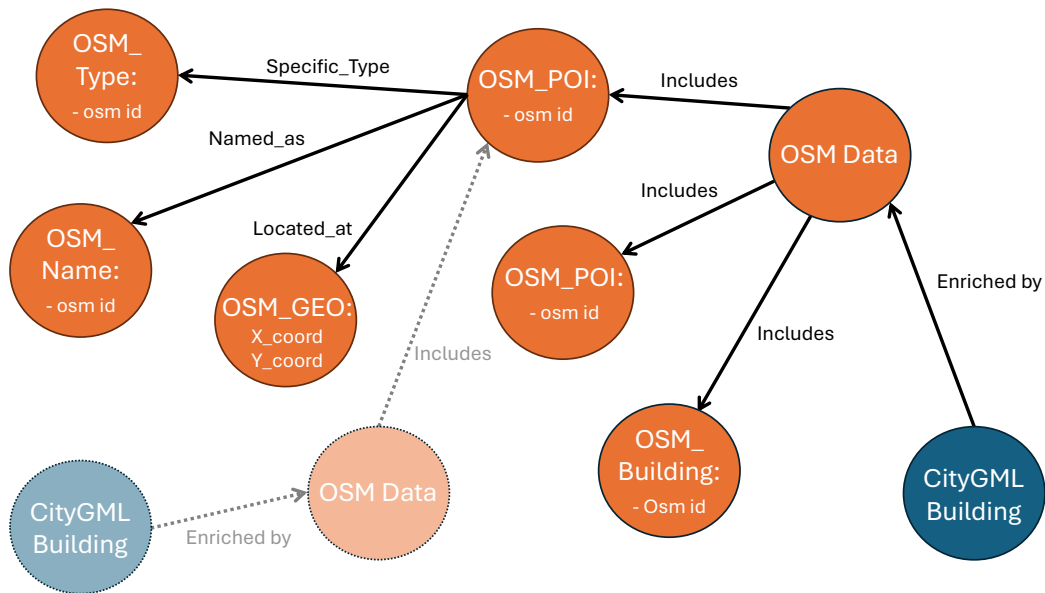 OSM_
Type:
- osm id
Specific_Type
OSM_POI:
- osm id
Includes
OSM Data
Named_as
Includes
OSM_
Name:
- osm id
Located_at
OSM_GEO:
X_coord
Y_coord
OSM_POI:
- osm id
Enriched by
Includes
Includes
OSM_
Building:
- Osm id
CityGML
Building
OSM Data
CityGML
Building
Enriched by